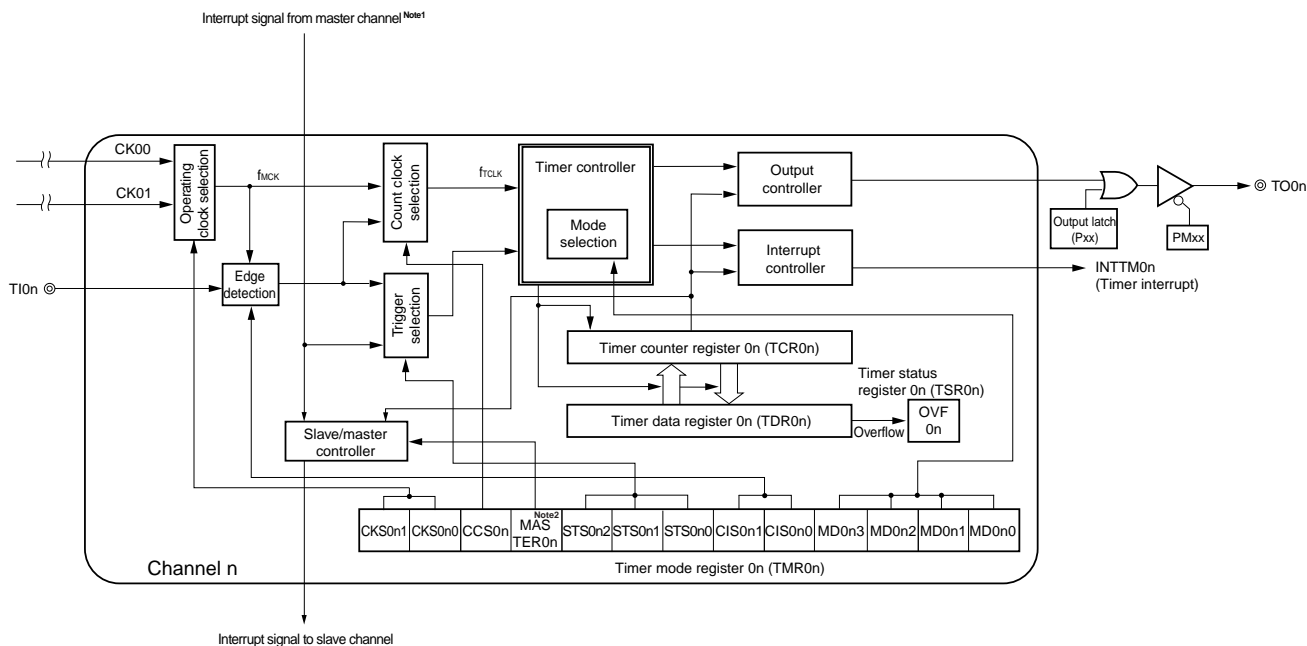 Interrupt signal from master channel Note1
CK00
CK01
Operating
clock selection
fMCK
Count clock
selection
fTCLK
Timer controller
Mode
selection
Output
controller
Interrupt
controller
Output latch
(Pxx)
PMxx
TO0n
INTTM0n
(Timer interrupt)
TI0n
Edge
detection
Trigger
selection
Timer counter register 0n (TCR0n)
Timer status
register 0n (TSR0n)
Timer data register 0n (TDR0n)
Overflow
OVF
0n
Slave/master
controller
CKS0n1
CKS0n0
CCS0n
Note2
MAS
TER0n
STS0n2
STS0n1
STS0n0
CIS0n1
CIS0n0
MD0n3
MD0n2
MD0n1
MD0n0
Channel n
Timer mode register 0n (TMR0n)
Interrupt signal to slave channel